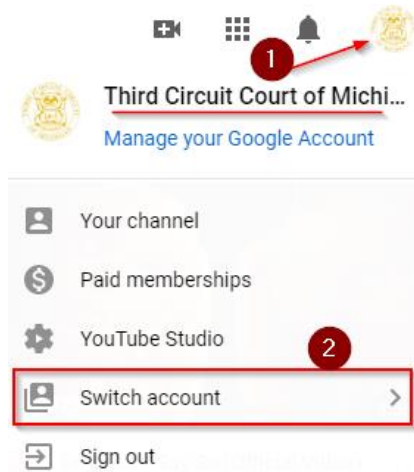 1
Third Circuit Court of Michi...
Manage your Google Account
Your channel
Paid memberships
YouTube Studio
2
Switch account
Sign out